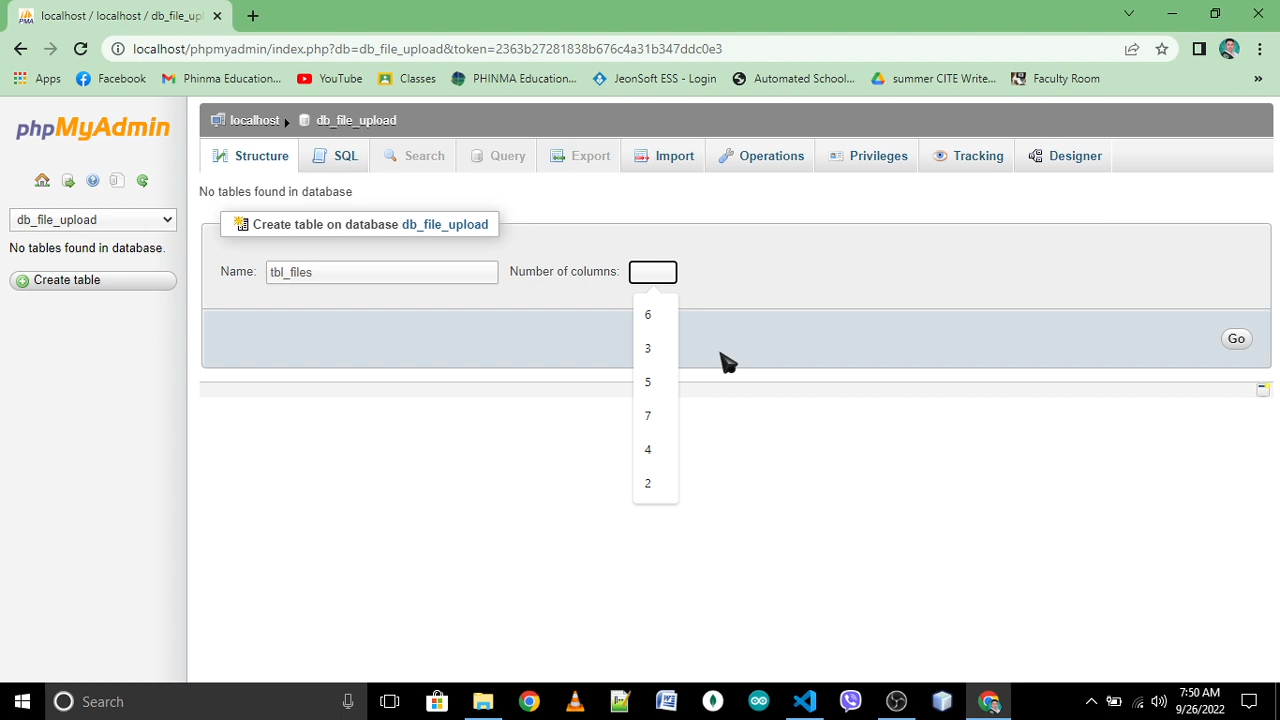 localhost / localhost / db_file_upl
localhost/phpmyadmin/index.php?db=db_file_upload&token=2363b27281838b676c4a31b347ddc0e3
Apps Facebook Phinma Education... YouTube Classes PHINMA Education... JeonSoft ESS - Login Automated School... summer CITE Write... Faculty Room »
phpMyAdmin
db_file_upload
No tables found in database.
Create table
localhost db_file_upload
Structure SQL Search Query Export Import Operations Privileges Tracking Designer
No tables found in database
Create table on database db_file_upload
Name: tbl_files Number of columns:
6
3
5
7
4
2
Go
Search
7:50 AM
9/26/2022